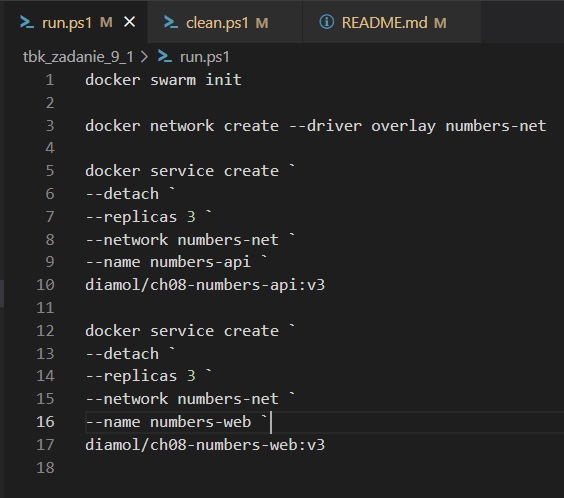 run.ps1 M clean.ps1 M README.md M
tbk_zadanie_9_1 > run.ps1
1 docker swarm init
2
3 docker network create --driver overlay numbers-net
4
5 docker service create `
6 --detach `
7 --replicas 3 `
8 --network numbers-net `
9 --name numbers-api `
10 diamol/ch08-numbers-api:v3
11
12 docker service create `
13 --detach `
14 --replicas 3 `
15 --network numbers-net `
16 --name numbers-web `
17 diamol/ch08-numbers-web:v3
18